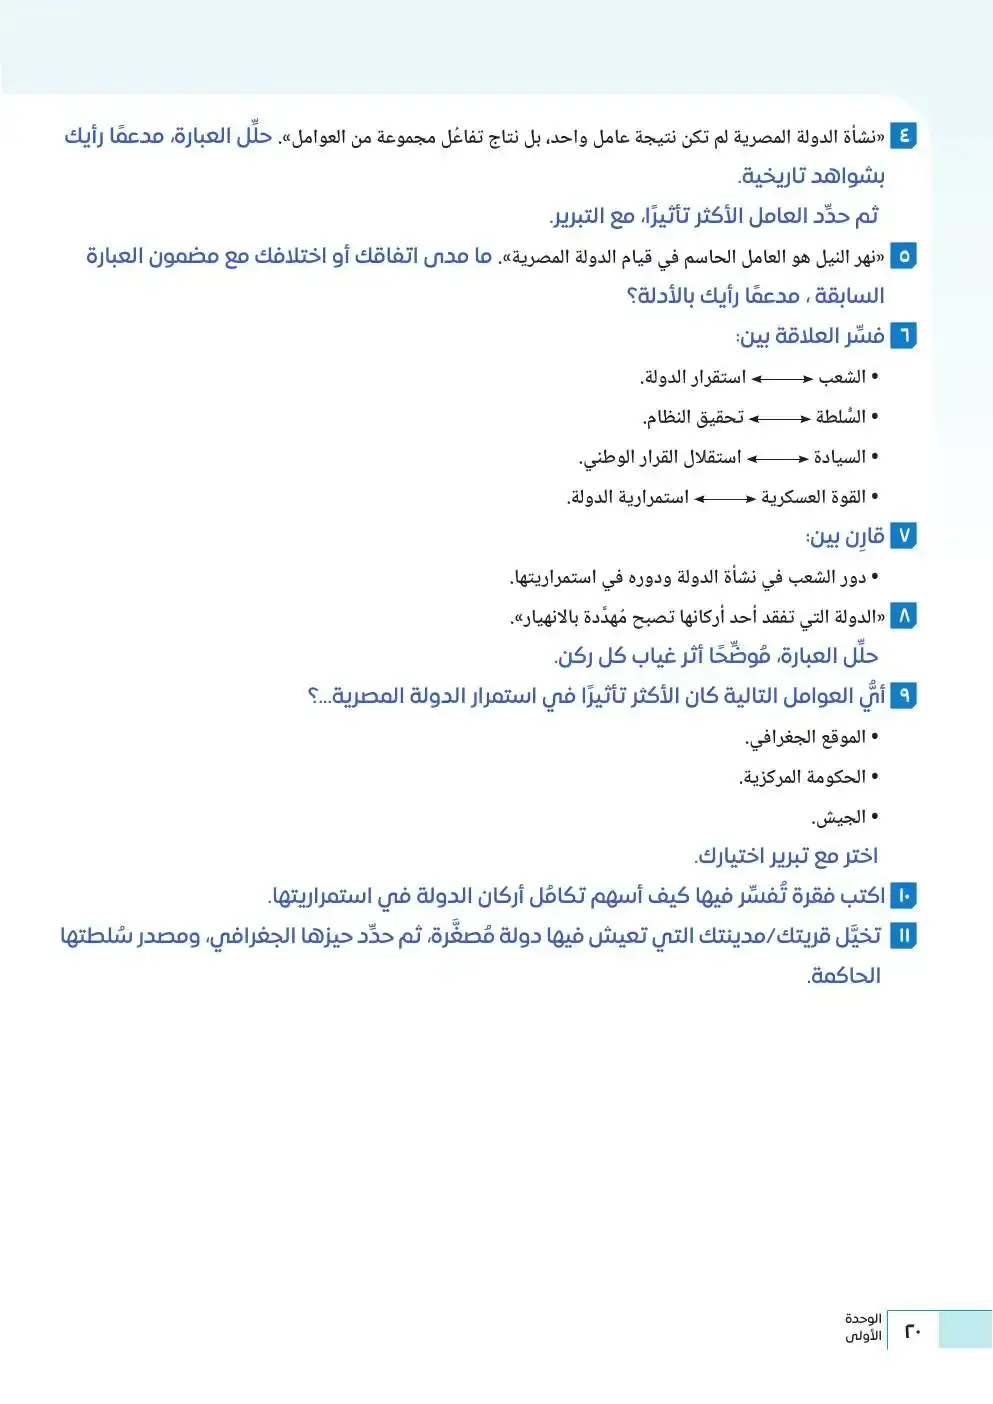 ٤ «نشأة الدولة المصرية لم تكن نتيجة عامل واحد، بل نتاج تفاعُل مجموعة من العوامل». حلِّل العبارة، مدعمًا رأيك
بشواهد تاريخية.
ثم حدِّد العامل الأكثر تأثيرًا، مع التبرير.
٥ «نهر النيل هو العامل الحاسم في قيام الدولة المصرية». ما مدى اتفاقك أو اختلافك مع مضمون العبارة
السابقة ، مدعمًا رأيك بالأدلة؟
٦ فسِّر العلاقة بين:
• الشعب ⟷ استقرار الدولة.
• السُّلطة ⟷ تحقيق النظام.
• السيادة ⟷ استقلال القرار الوطني.
• القوة العسكرية ⟷ استمرارية الدولة.
٧ قارِن بين:
• دور الشعب في نشأة الدولة ودوره في استمراريتها.
٨ «الدولة التي تفقد أحد أركانها تصبح مُهدَّدة بالانهيار».
حلِّل العبارة، مُوضِّحًا أثر غياب كل ركن.
٩ أيُّ العوامل التالية كان الأكثر تأثيرًا في استمرار الدولة المصرية...؟
• الموقع الجغرافي.
• الحكومة المركزية.
• الجيش.
اختر مع تبرير اختيارك.
١٠ اكتب فقرة تُفسِّر فيها كيف أسهم تكامُل أركان الدولة في استمراريتها.
١١ تخيَّل قريتك/مدينتك التي تعيش فيها دولة مُصغَّرة، ثم حدِّد حيزها الجغرافي، ومصدر سُلطتها
الحاكمة.
الوحدة
الأولى
٢٠